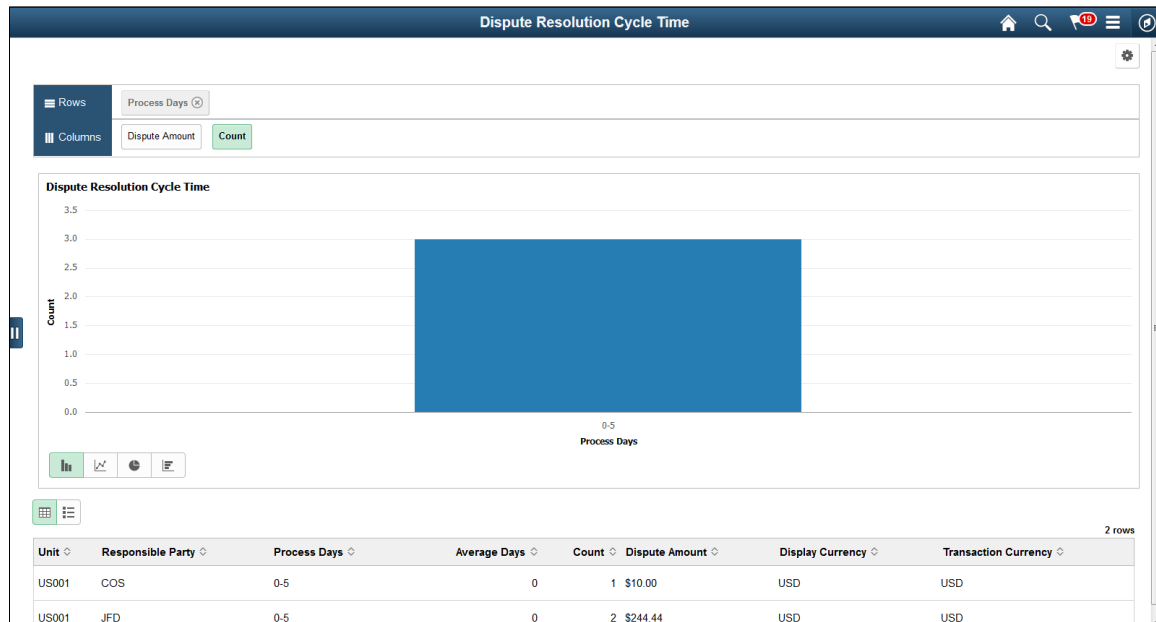 Dispute Resolution Cycle Time
19
Rows
Process Days
Columns
Dispute Amount Count
Dispute Resolution Cycle Time
3.5
3.0
2.5
2.0
1.5
1.0
0.5
0.0
Count
0-5
Process Days
2 rows
Unit Responsible Party Process Days Average Days Count Dispute Amount Display Currency Transaction Currency
US001 COS 0-5 0 1 $10.00 USD USD
US001 JFD 0-5 0 2 $244.44 USD USD